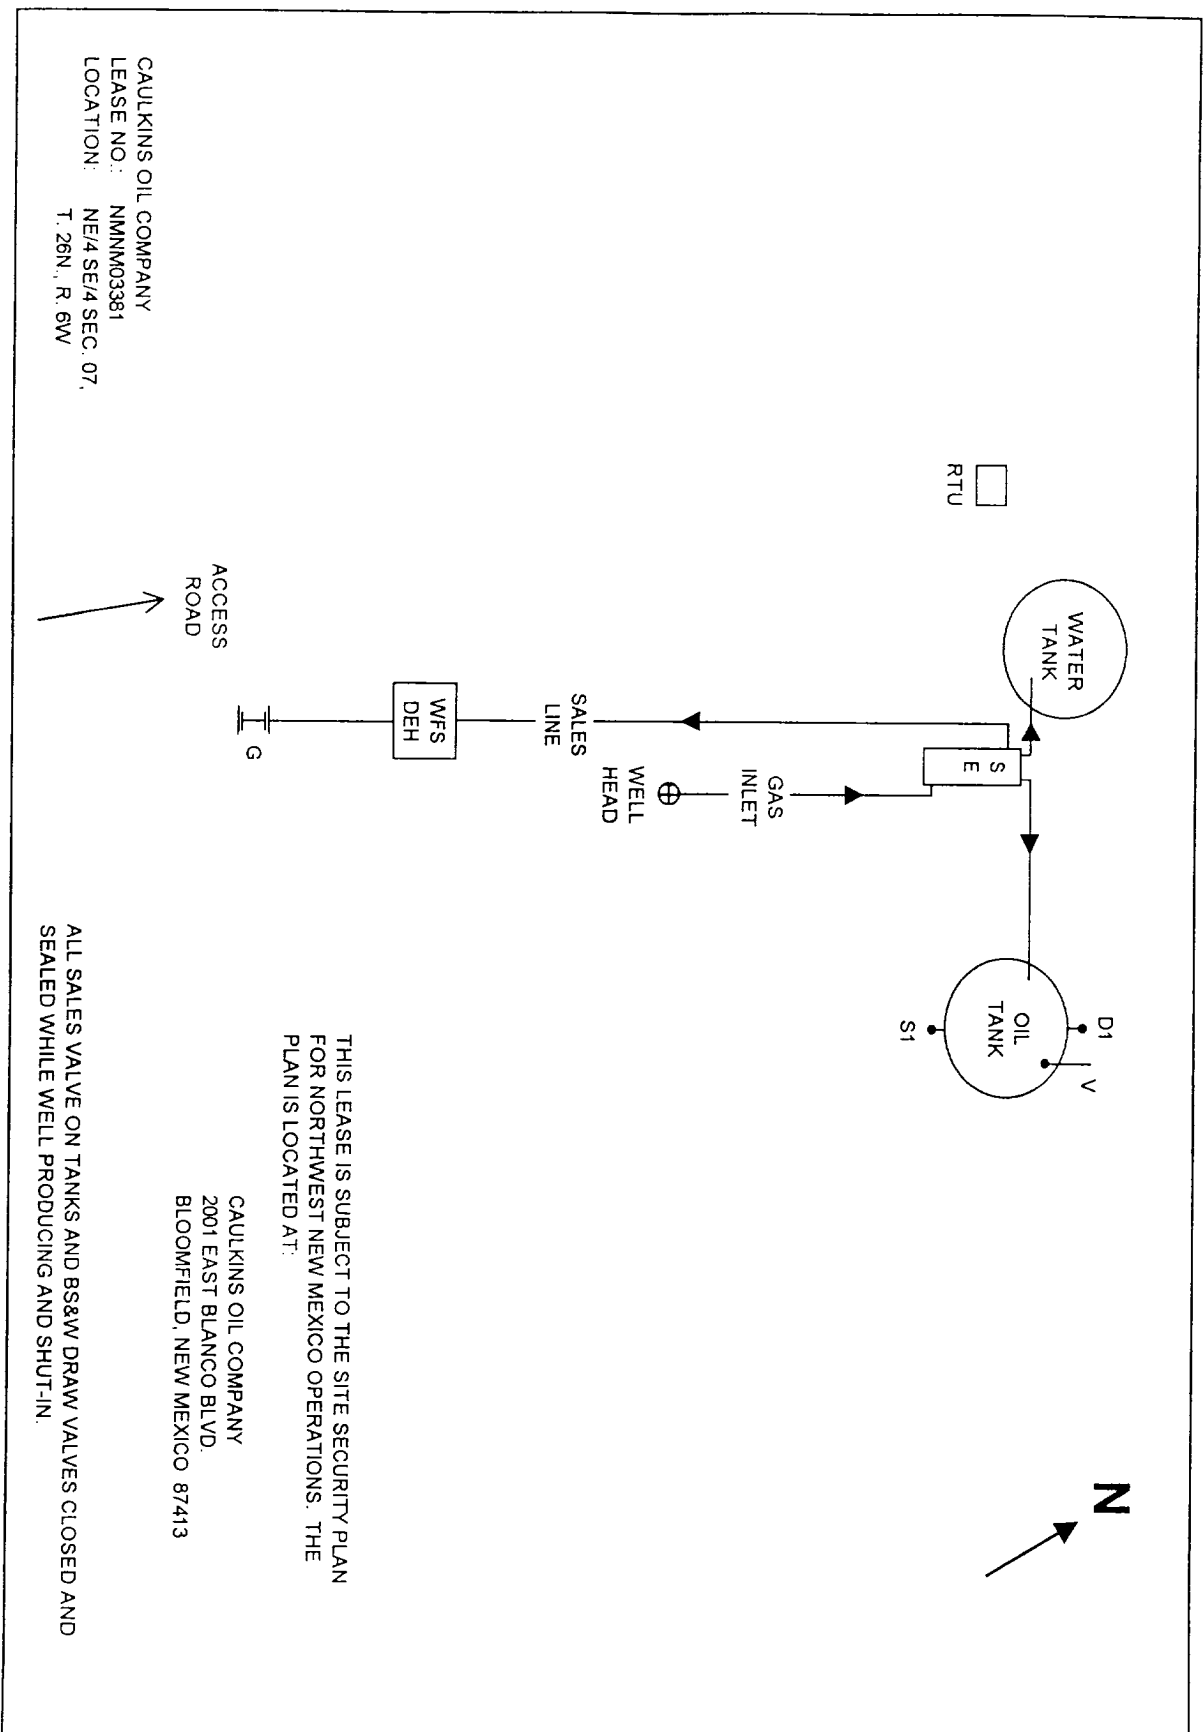 N
D1
V
OIL
TANK
S1
WATER
TANK
RTU
S
E
GAS
INLET
WELL
HEAD
SALES
LINE
WFS
DEH
G
ACCESS
ROAD
THIS LEASE IS SUBJECT TO THE SITE SECURITY PLAN
FOR NORTHWEST NEW MEXICO OPERATIONS. THE
PLAN IS LOCATED AT:
CAULKINS OIL COMPANY
2001 EAST BLANCO BLVD.
BLOOMFIELD, NEW MEXICO 87413
CAULKINS OIL COMPANY
LEASE NO.: NMNM03381
LOCATION: NE/4 SE/4 SEC. 07,
T. 26N., R. 6W
ALL SALES VALVE ON TANKS AND BS&W DRAW VALVES CLOSED AND
SEALED WHILE WELL PRODUCING AND SHUT-IN.